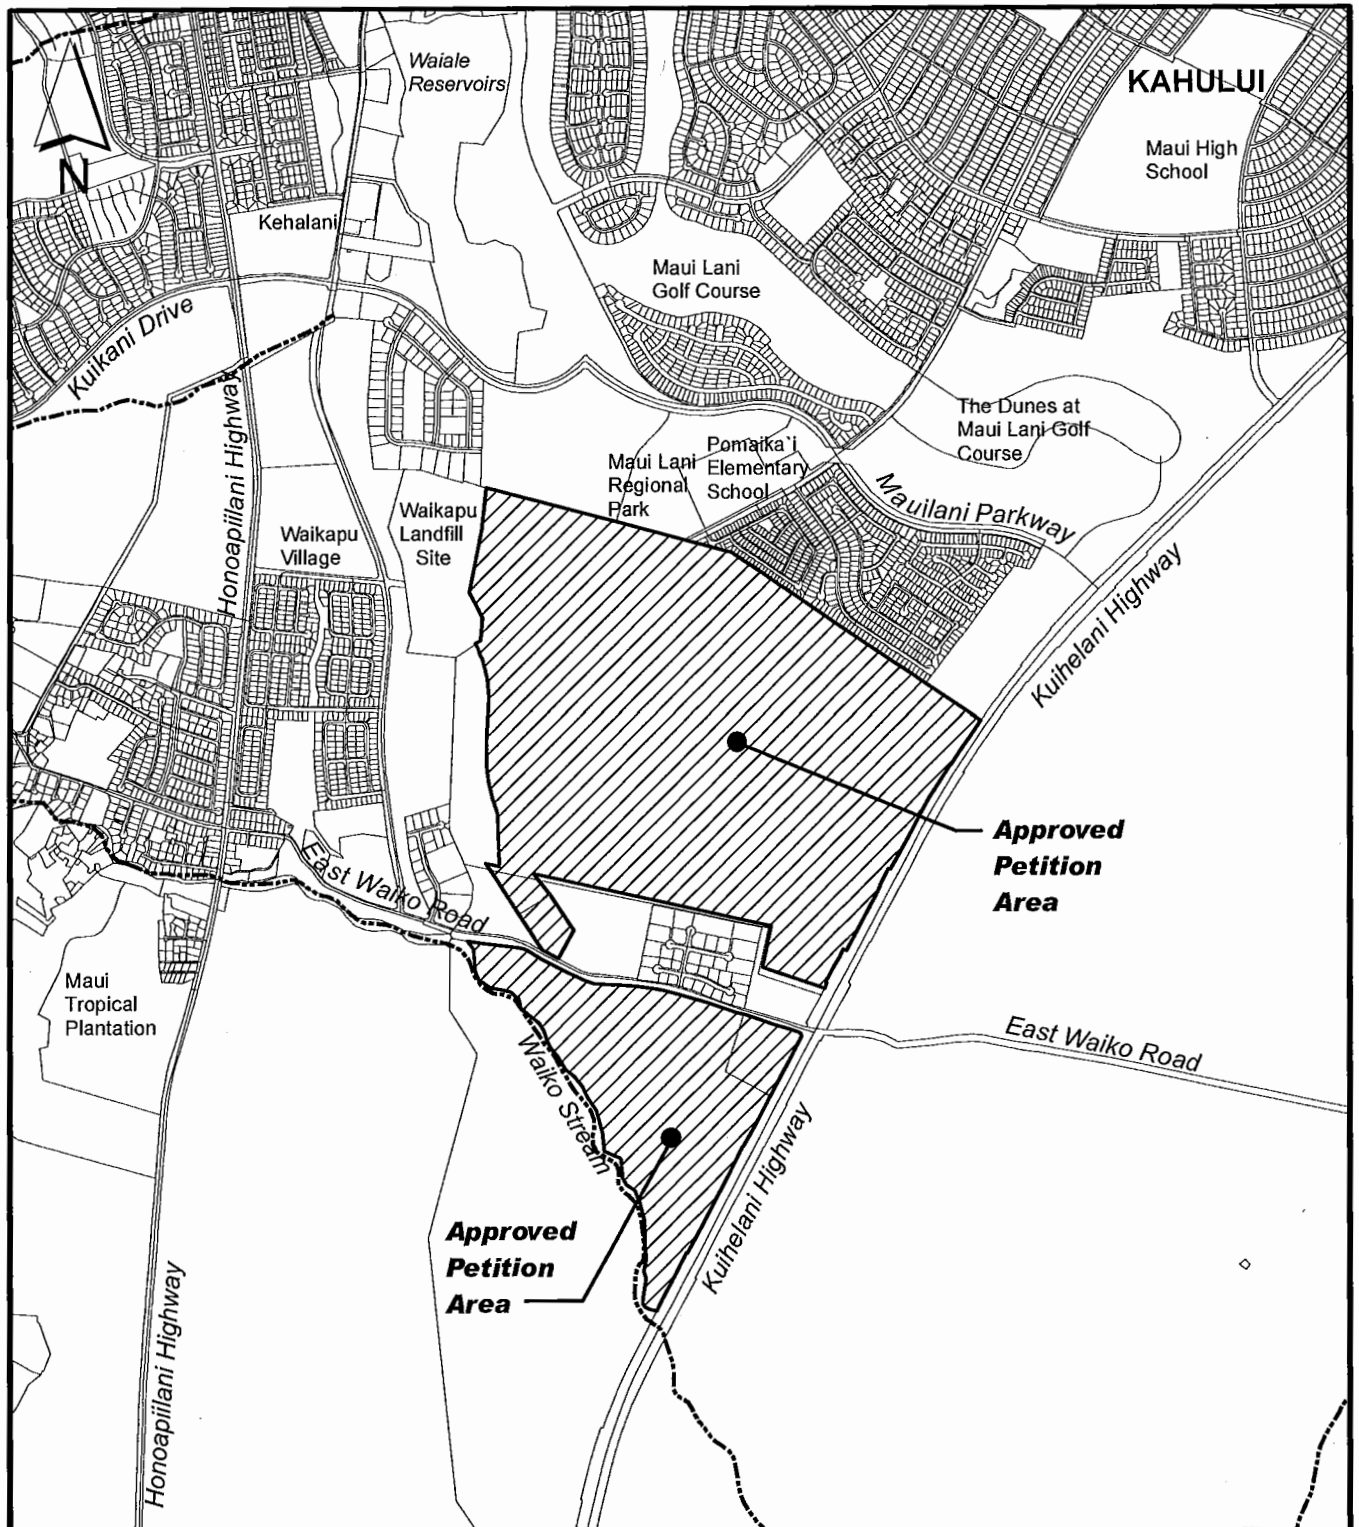 Waiale
Reservoirs
KAHULUI
Maui High
School
N
Kehalani
Maui Lani
Golf Course
Kuikani Drive
Honoapiilani Highway
The Dunes at
Maui Lani Golf
Course
Pomaika`i
Elementary
School
Maui Lani
Regional
Park
Mauilani Parkway
Waikapu
Landfill
Site
Waikapu
Village
Kuihelani Highway
Approved
Petition
Area
East Waiko Road
Maui
Tropical
Plantation
East Waiko Road
Waiko Stream
Kuihelani Highway
Approved
Petition
Area
Honoapiilani Highway